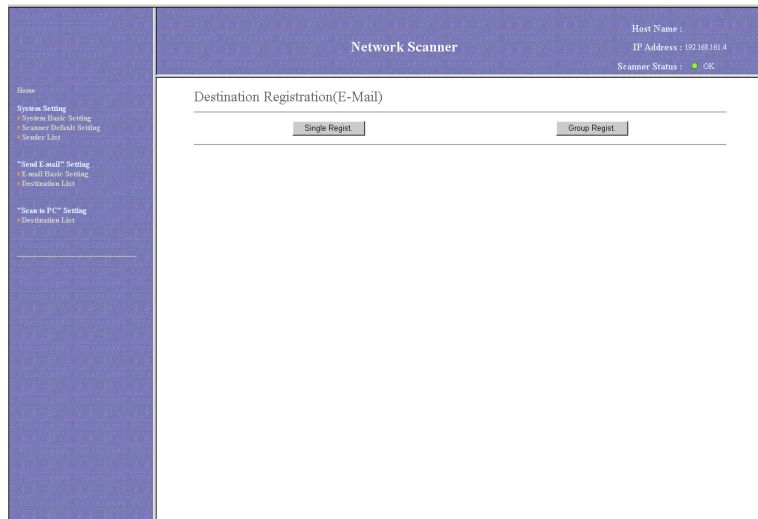 Network Scanner
Host Name :
IP Address : 192.168.161.4
Scanner Status : OK
Home
System Setting
System Basic Setting
Scanner Default Setting
Sender List
"Send E-mail" Setting
E-mail Basic Setting
Destination List
"Scan to PC" Setting
Destination List
Destination Registration(E-Mail)
Single Regist.
Group Regist.